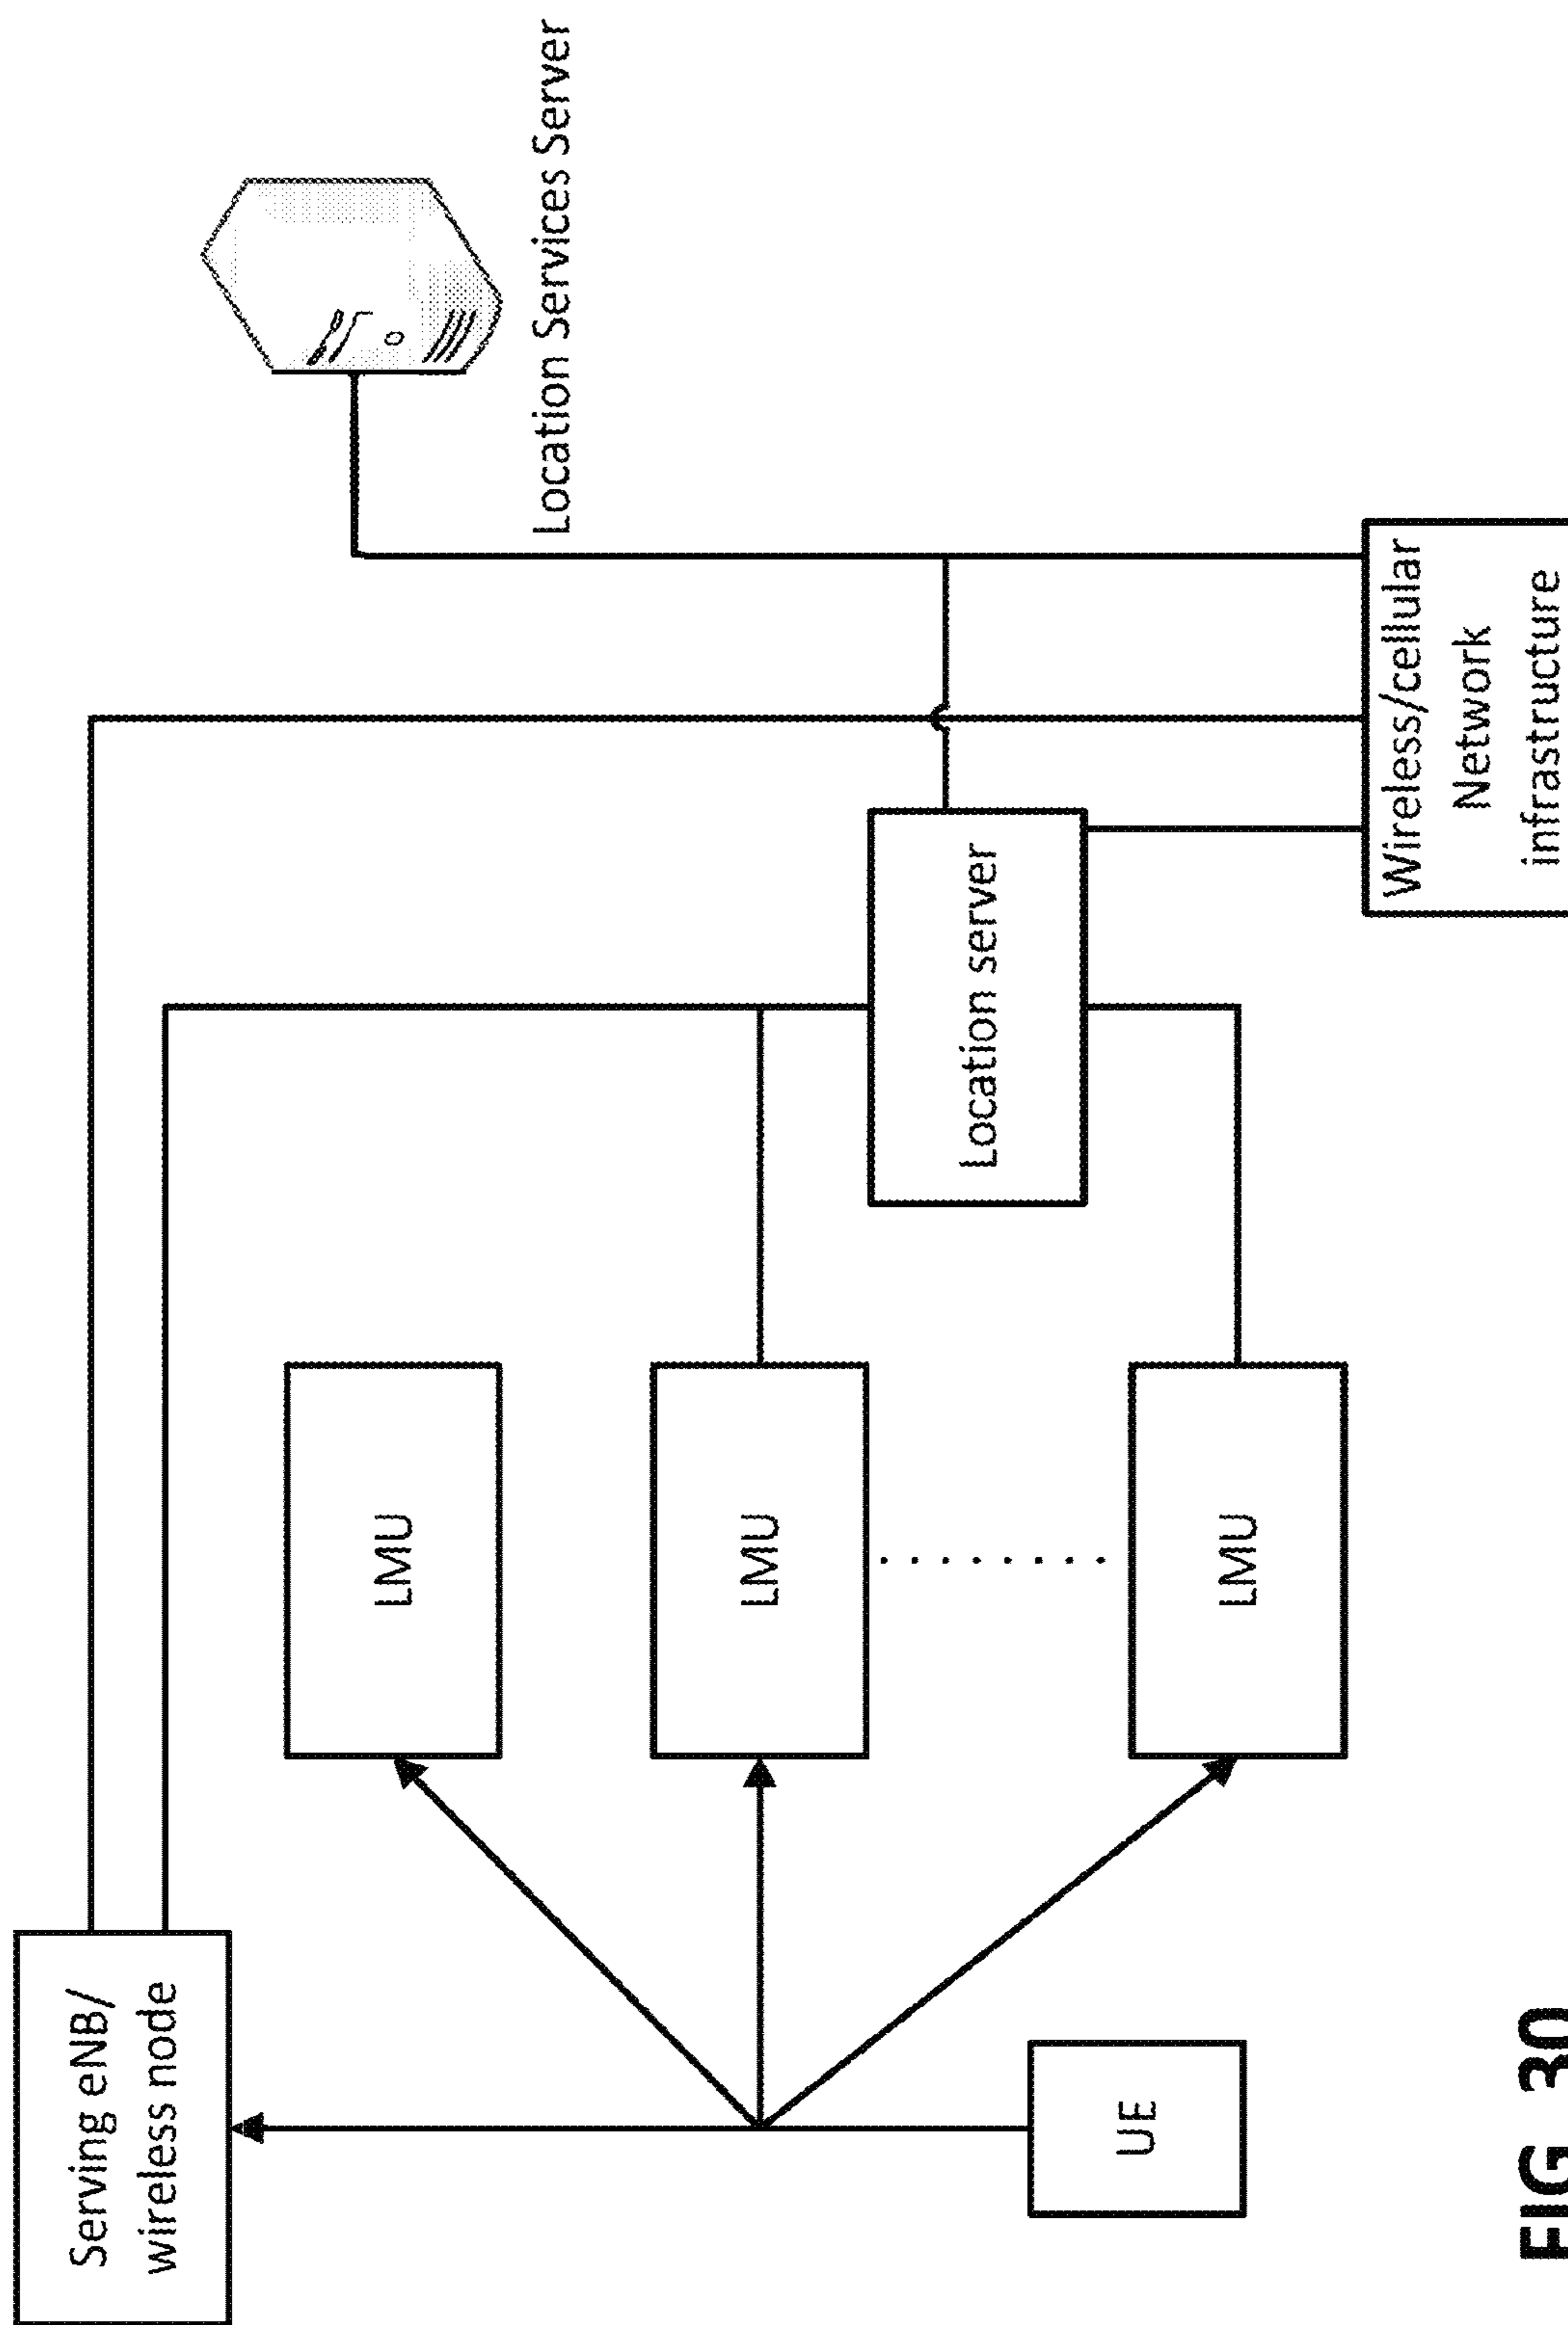 Serving eNB/
wireless node
UE
LMU
LMU
LMU
Location server
Location Services Server
Wireless/cellular
Network
infrastructure
FIG. 30